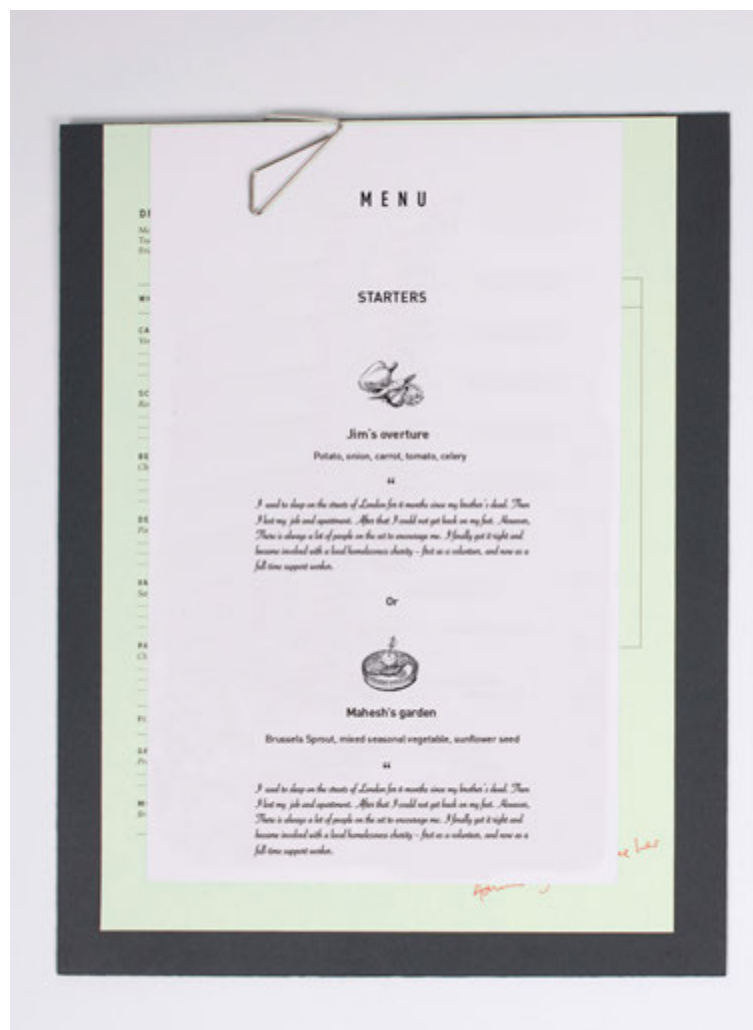 MENU
STARTERS
Jim's overture
Potato, onion, carrot, tomato, celery
“
I used to sleep on the streets of London for 6 months since my brother's dead. Then
I lost my job and apartment. After that I could not get back on my feet. However,
There is always a lot of people on the set to encourage me. I finally got it right and
became involved with a local homelessness charity – first as a volunteer, and now as a
full time support worker.
Or
Mahesh's garden
Brussels Sprout, mixed seasonal vegetable, sunflower seed
“
I used to sleep on the streets of London for 6 months since my brother's dead. Then
I lost my job and apartment. After that I could not get back on my feet. However,
There is always a lot of people on the set to encourage me. I finally got it right and
became involved with a local homelessness charity – first as a volunteer, and now as a
full time support worker.